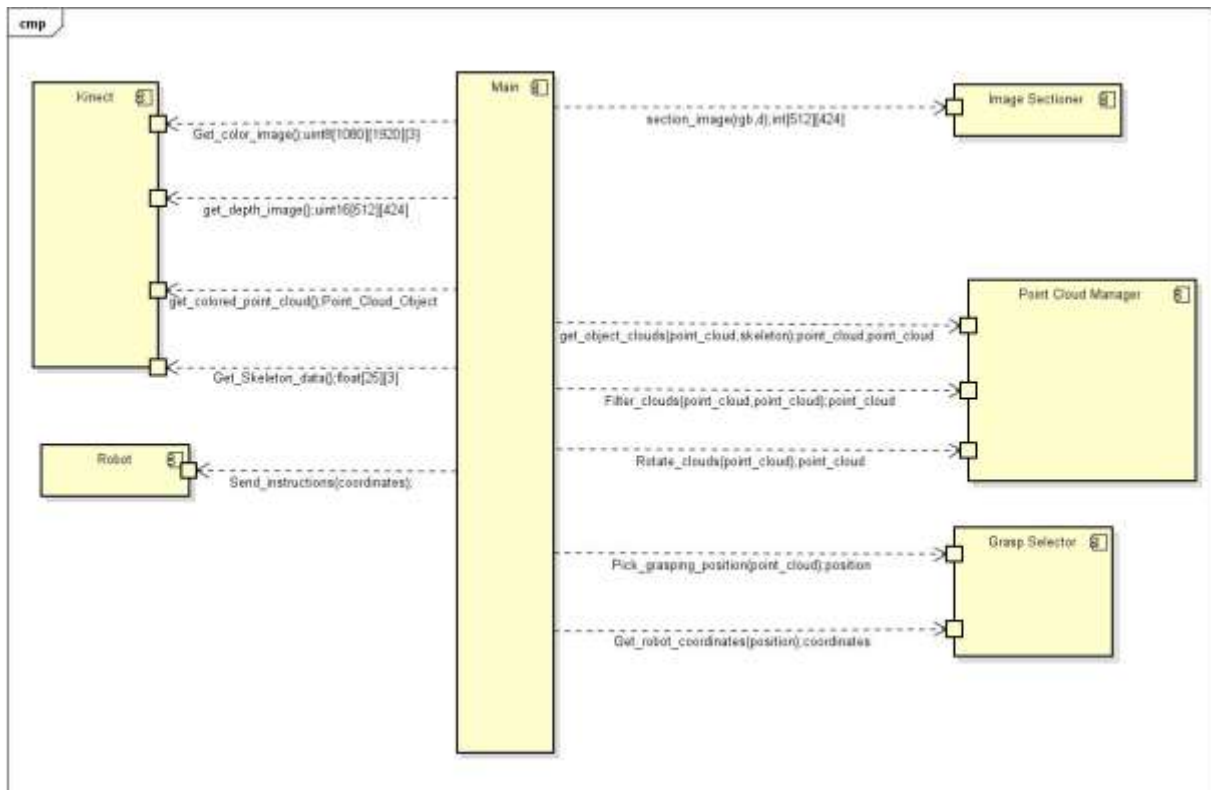 cmp
Kinect
Main
Image Sectioner
Get_color_image();uint8[1080][1920][3]
section_image(rgb,d);int[512][424]
get_depth_image();uint16[512][424]
get_colored_point_cloud();Point_Cloud_Object
Point Cloud Manager
get_object_clouds(point_cloud,skeleton);point_cloud,point_cloud
Get_Skeleton_data();float[25][3]
Filter_clouds(point_cloud,point_cloud);point_cloud
Robot
Rotate_clouds(point_cloud);point_cloud
Send_instructions(coordinates);
Grasp Selector
Pick_grasping_position(point_cloud);position
Get_robot_coordinates(position);coordinates